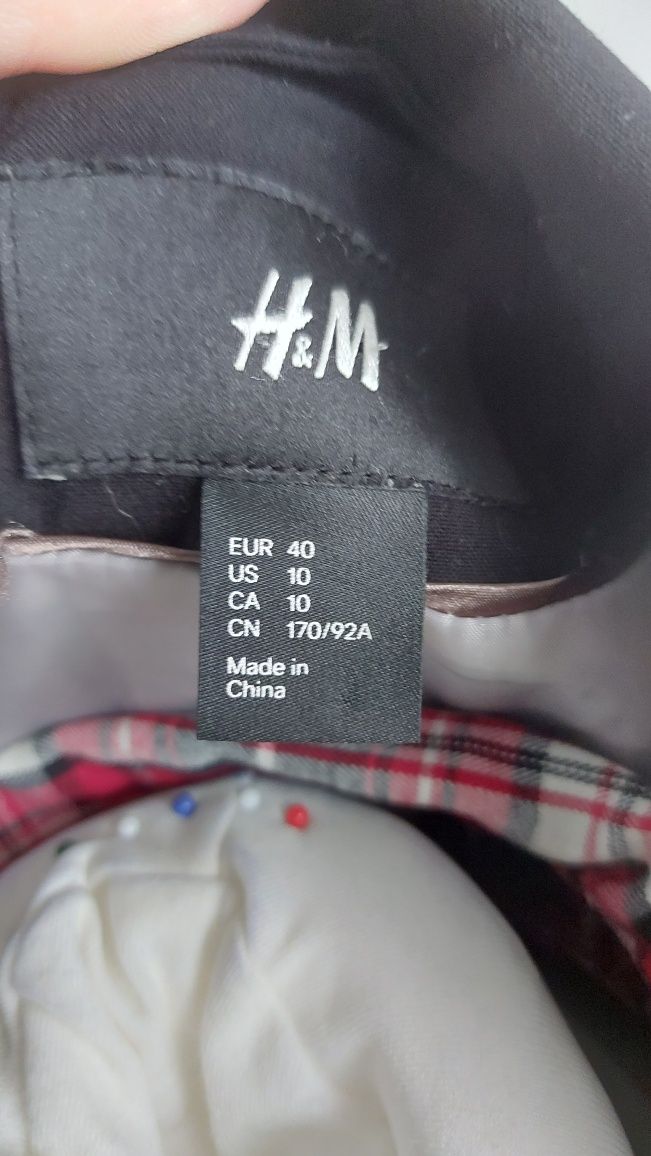 H&M
EUR 40
US 10
CA 10
CN 170/92A
Made in
China